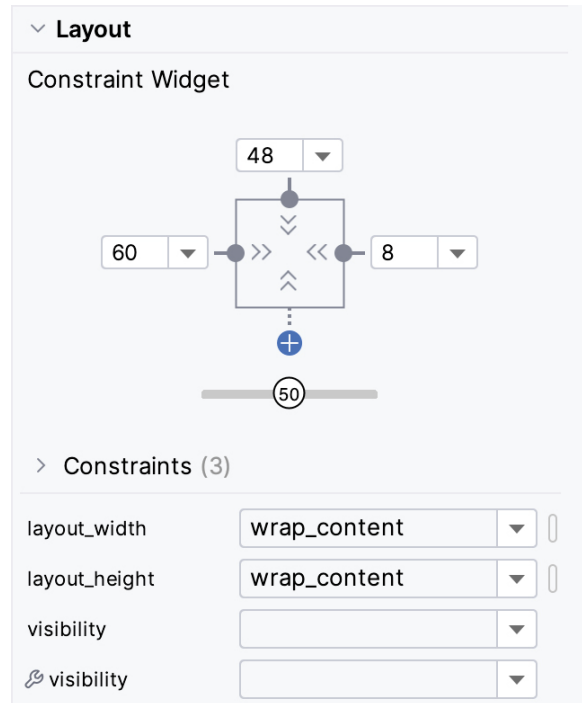 Layout
Constraint Widget
48
60
8
50
Constraints (3)
layout_width wrap_content
layout_height wrap_content
visibility
visibility